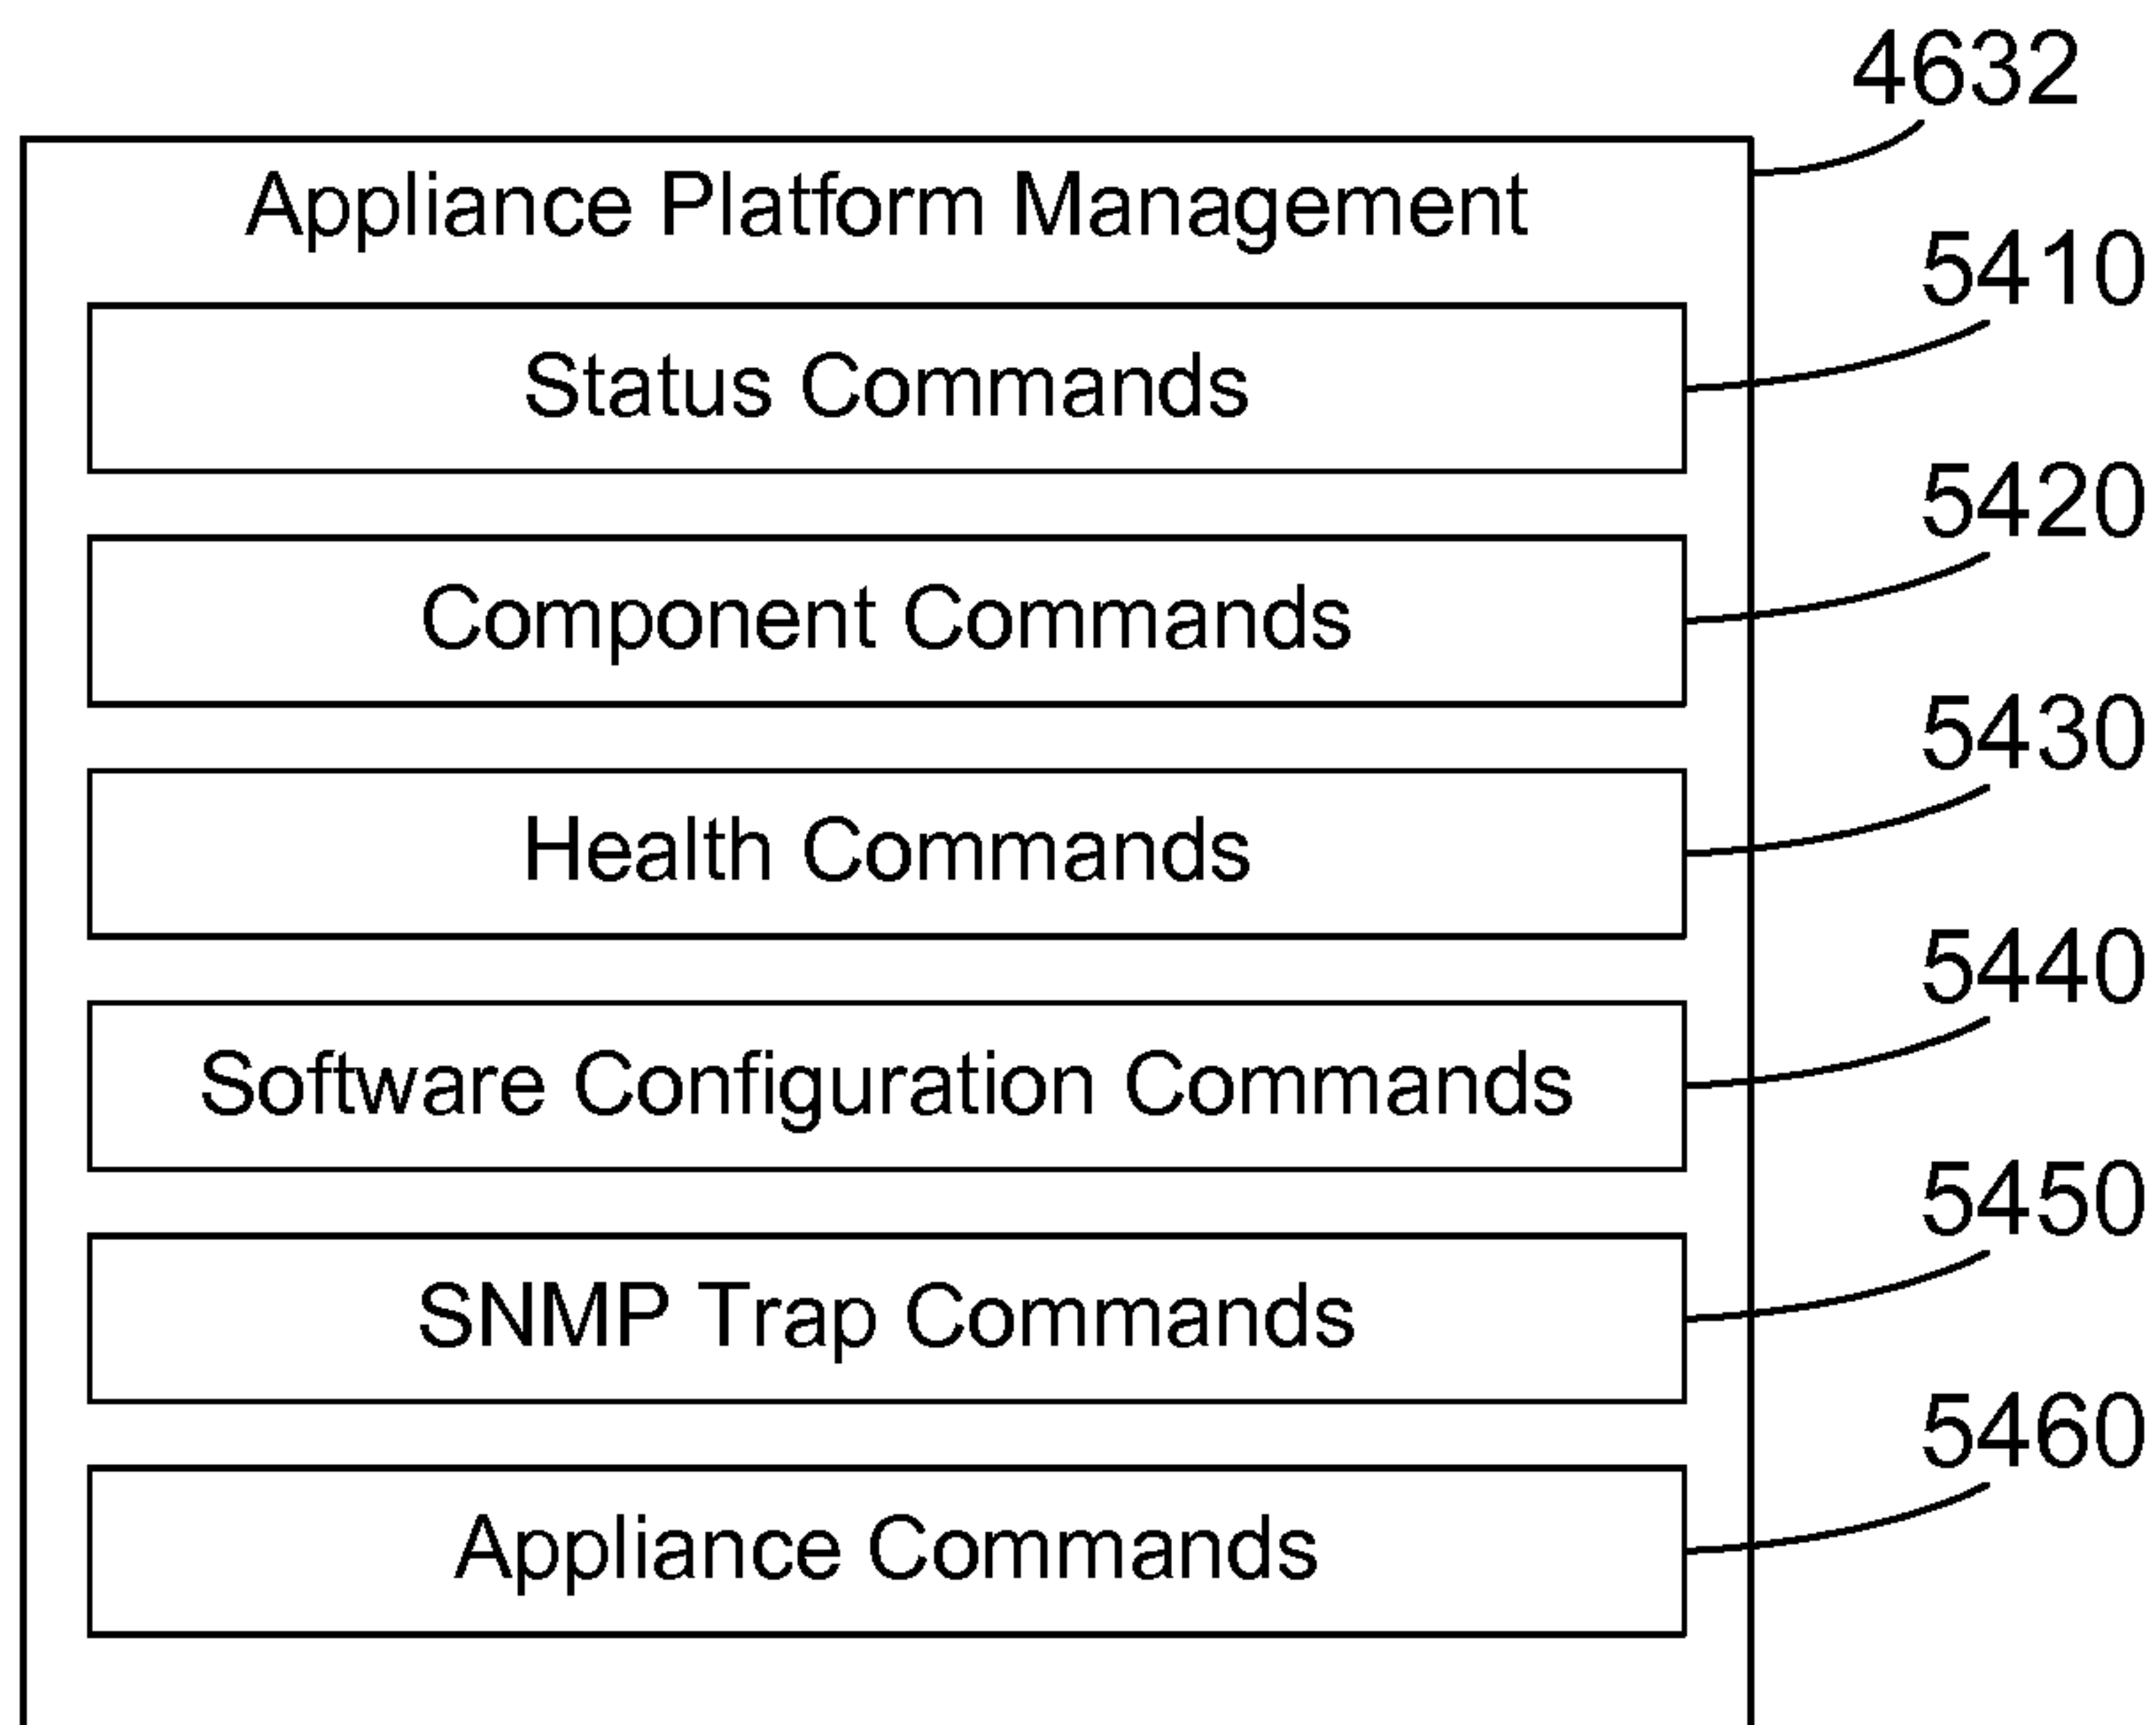 4632
Appliance Platform Management
5410
Status Commands
5420
Component Commands
5430
Health Commands
5440
Software Configuration Commands
5450
SNMP Trap Commands
5460
Appliance Commands